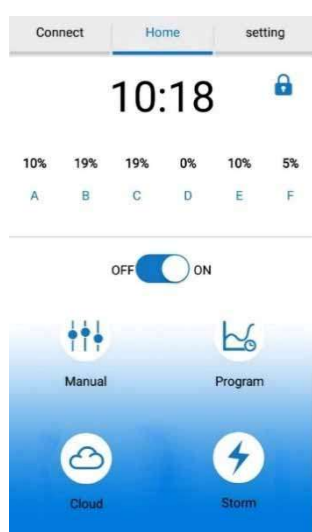 Connect Home setting
10:18
10% 19% 19% 0% 10% 5%
A B C D E F
OFF ON
Manual Program
Cloud Storm